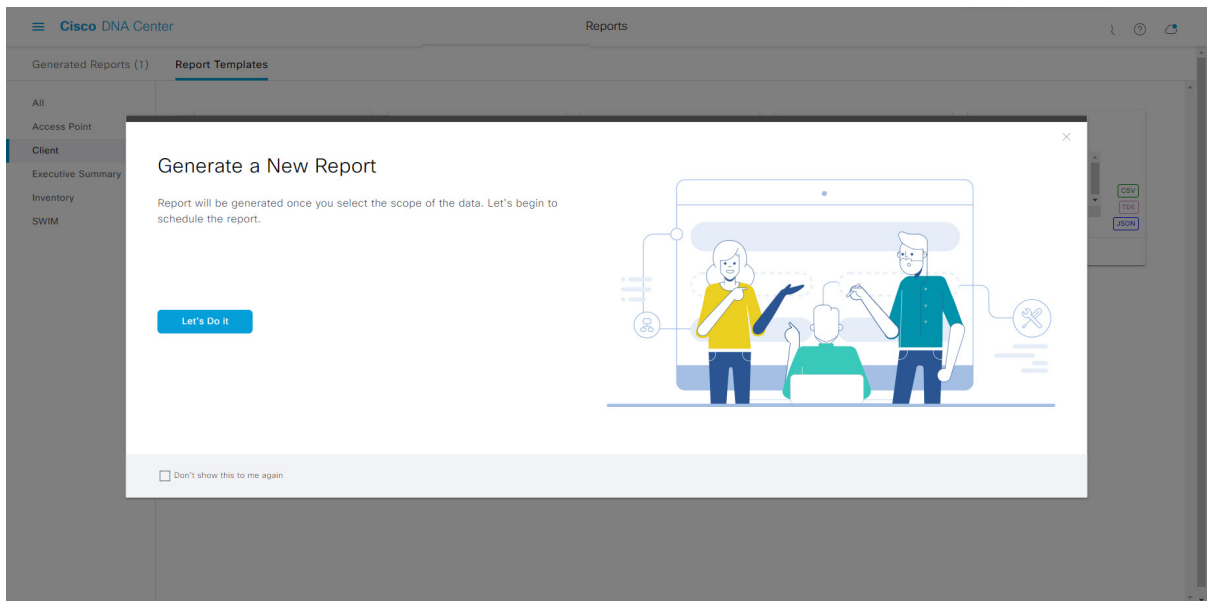 Cisco DNA Center
Reports
Generated Reports (1)
Report Templates
All
Access Point
Client
Executive Summary
Inventory
SWIM
Generate a New Report
Report will be generated once you select the scope of the data. Let's begin to
schedule the report.
Let's Do it
Don't show this to me again
CSV
TDE
JSON